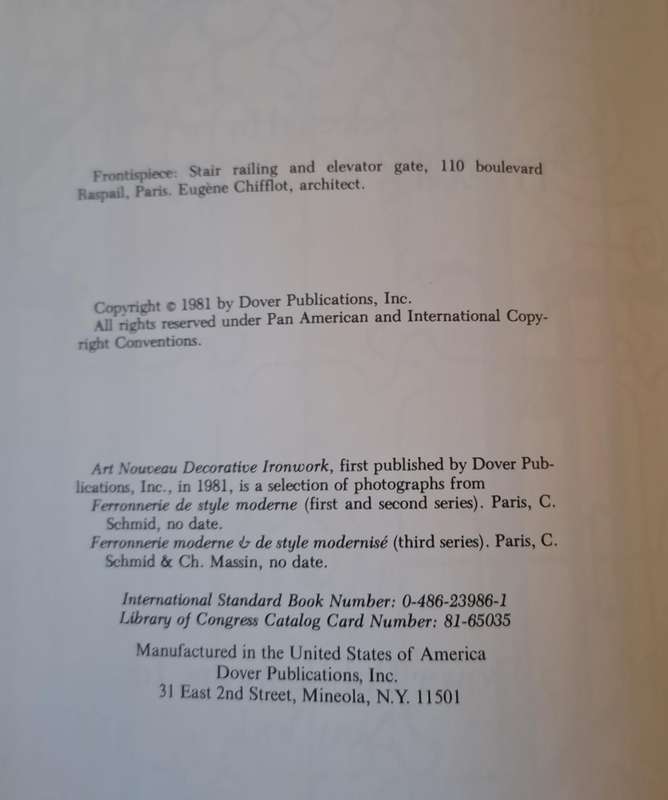 Frontispiece: Stair railing and elevator gate, 110 boulevard
Raspail, Paris. Eugène Chifflot, architect.
Copyright © 1981 by Dover Publications, Inc.
All rights reserved under Pan American and International Copy-
right Conventions.
Art Nouveau Decorative Ironwork, first published by Dover Pub-
lications, Inc., in 1981, is a selection of photographs from
Ferronnerie de style moderne (first and second series). Paris, C.
Schmid, no date.
Ferronnerie moderne & de style modernisé (third series). Paris, C.
Schmid & Ch. Massin, no date.
International Standard Book Number: 0-486-23986-1
Library of Congress Catalog Card Number: 81-65035
Manufactured in the United States of America
Dover Publications, Inc.
31 East 2nd Street, Mineola, N.Y. 11501